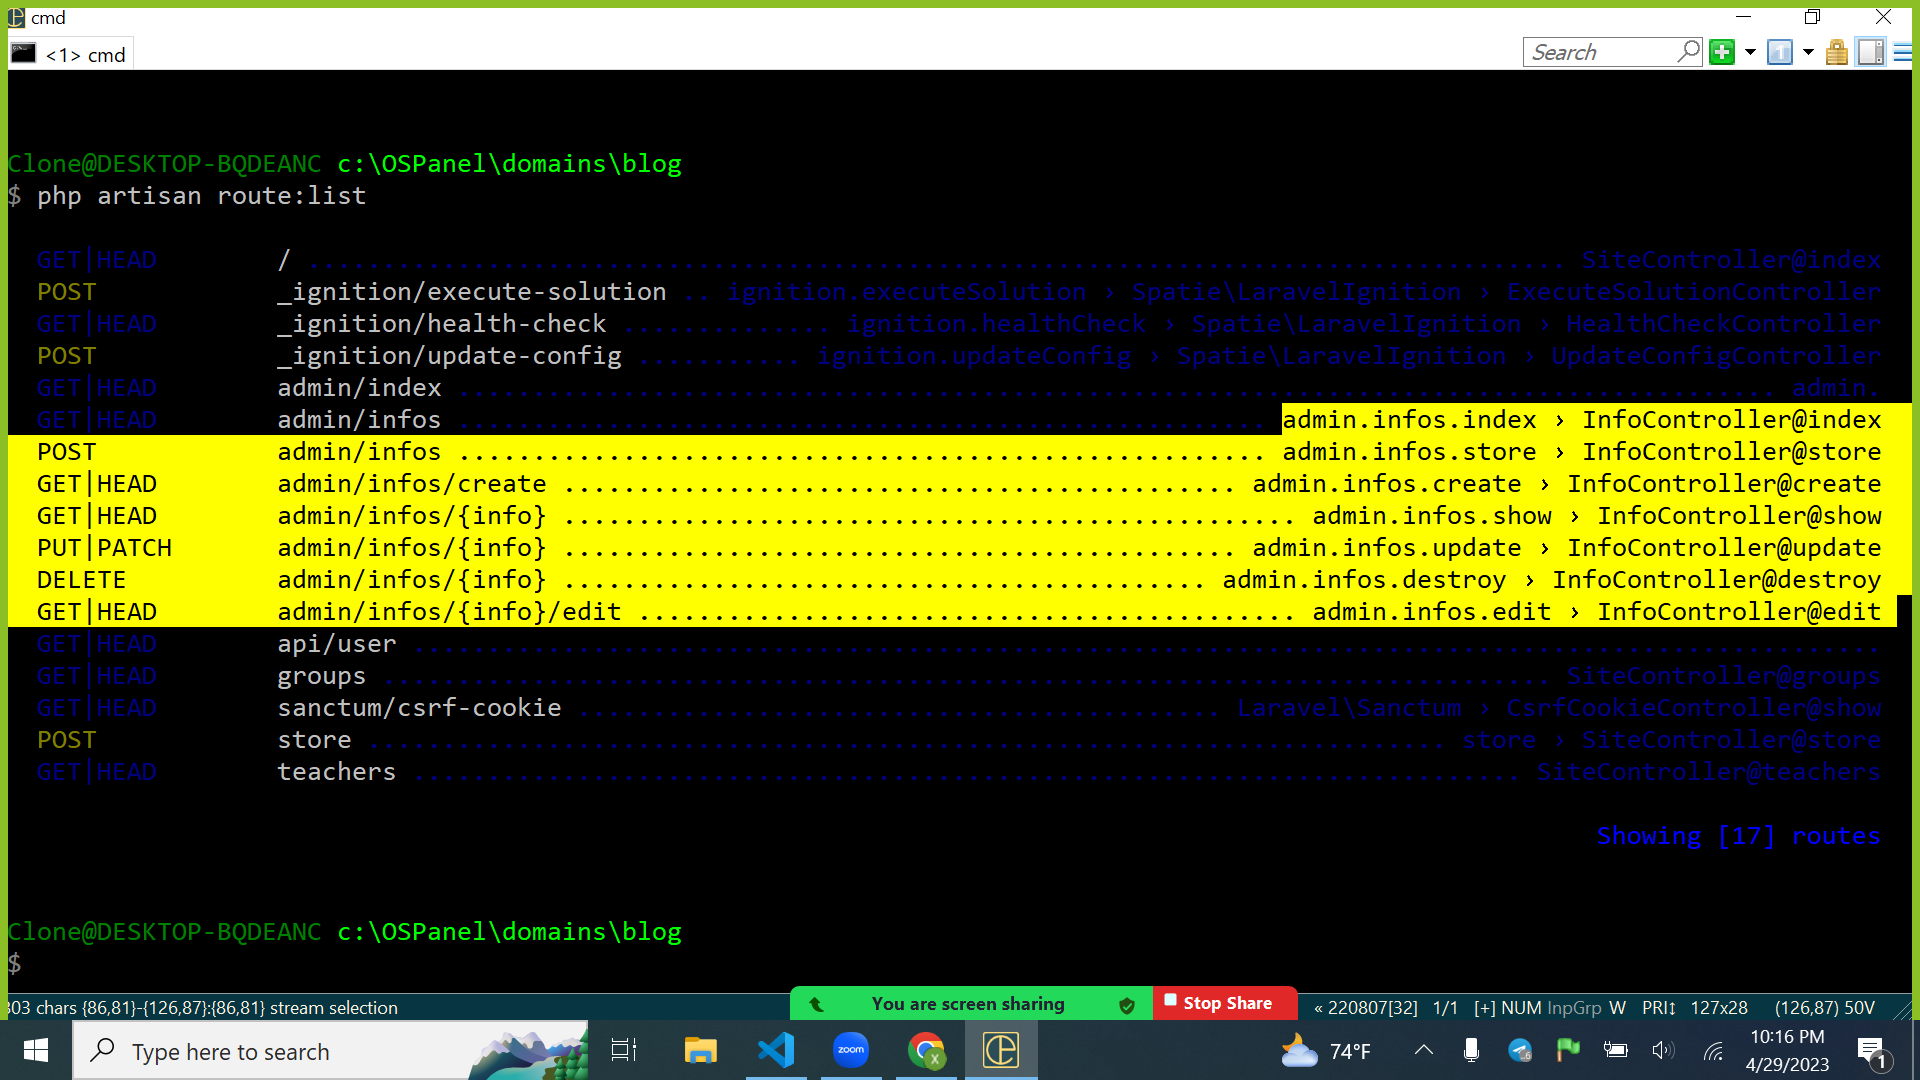 cmd
<1> cmd
Search
Clone@DESKTOP-BQDEANC c:\OSPanel\domains\blog
$ php artisan route:list
GET|HEAD / .................................................................................... SiteController@index
POST _ignition/execute-solution .. ignition.executeSolution › Spatie\LaravelIgnition › ExecuteSolutionController
GET|HEAD _ignition/health-check .............. ignition.healthCheck › Spatie\LaravelIgnition › HealthCheckController
POST _ignition/update-config ........... ignition.updateConfig › Spatie\LaravelIgnition › UpdateConfigController
GET|HEAD admin/index ........................................................................................ admin.
GET|HEAD admin/infos ...................................................... admin.infos.index › InfoController@index
POST admin/infos ...................................................... admin.infos.store › InfoController@store
GET|HEAD admin/infos/create ............................................. admin.infos.create › InfoController@create
GET|HEAD admin/infos/{info} ................................................. admin.infos.show › InfoController@show
PUT|PATCH admin/infos/{info} ............................................. admin.infos.update › InfoController@update
DELETE admin/infos/{info} ........................................... admin.infos.destroy › InfoController@destroy
GET|HEAD admin/infos/{info}/edit ............................................ admin.infos.edit › InfoController@edit
GET|HEAD api/user ..................................................................................................
GET|HEAD groups .............................................................................. SiteController@groups
GET|HEAD sanctum/csrf-cookie ........................................... Laravel\Sanctum › CsrfCookieController@show
POST store ........................................................................ store › SiteController@store
GET|HEAD teachers .......................................................................... SiteController@teachers
Showing [17] routes
Clone@DESKTOP-BQDEANC c:\OSPanel\domains\blog
$
303 chars {86,81}-{126,87}:{86,81} stream selection
You are screen sharing
Stop Share
« 220807[32] 1/1 [+] NUM InpGrp W PRI↕ 127x28 (126,87) 50V
Type here to search
zoom
74°F
10:16 PM
4/29/2023
1